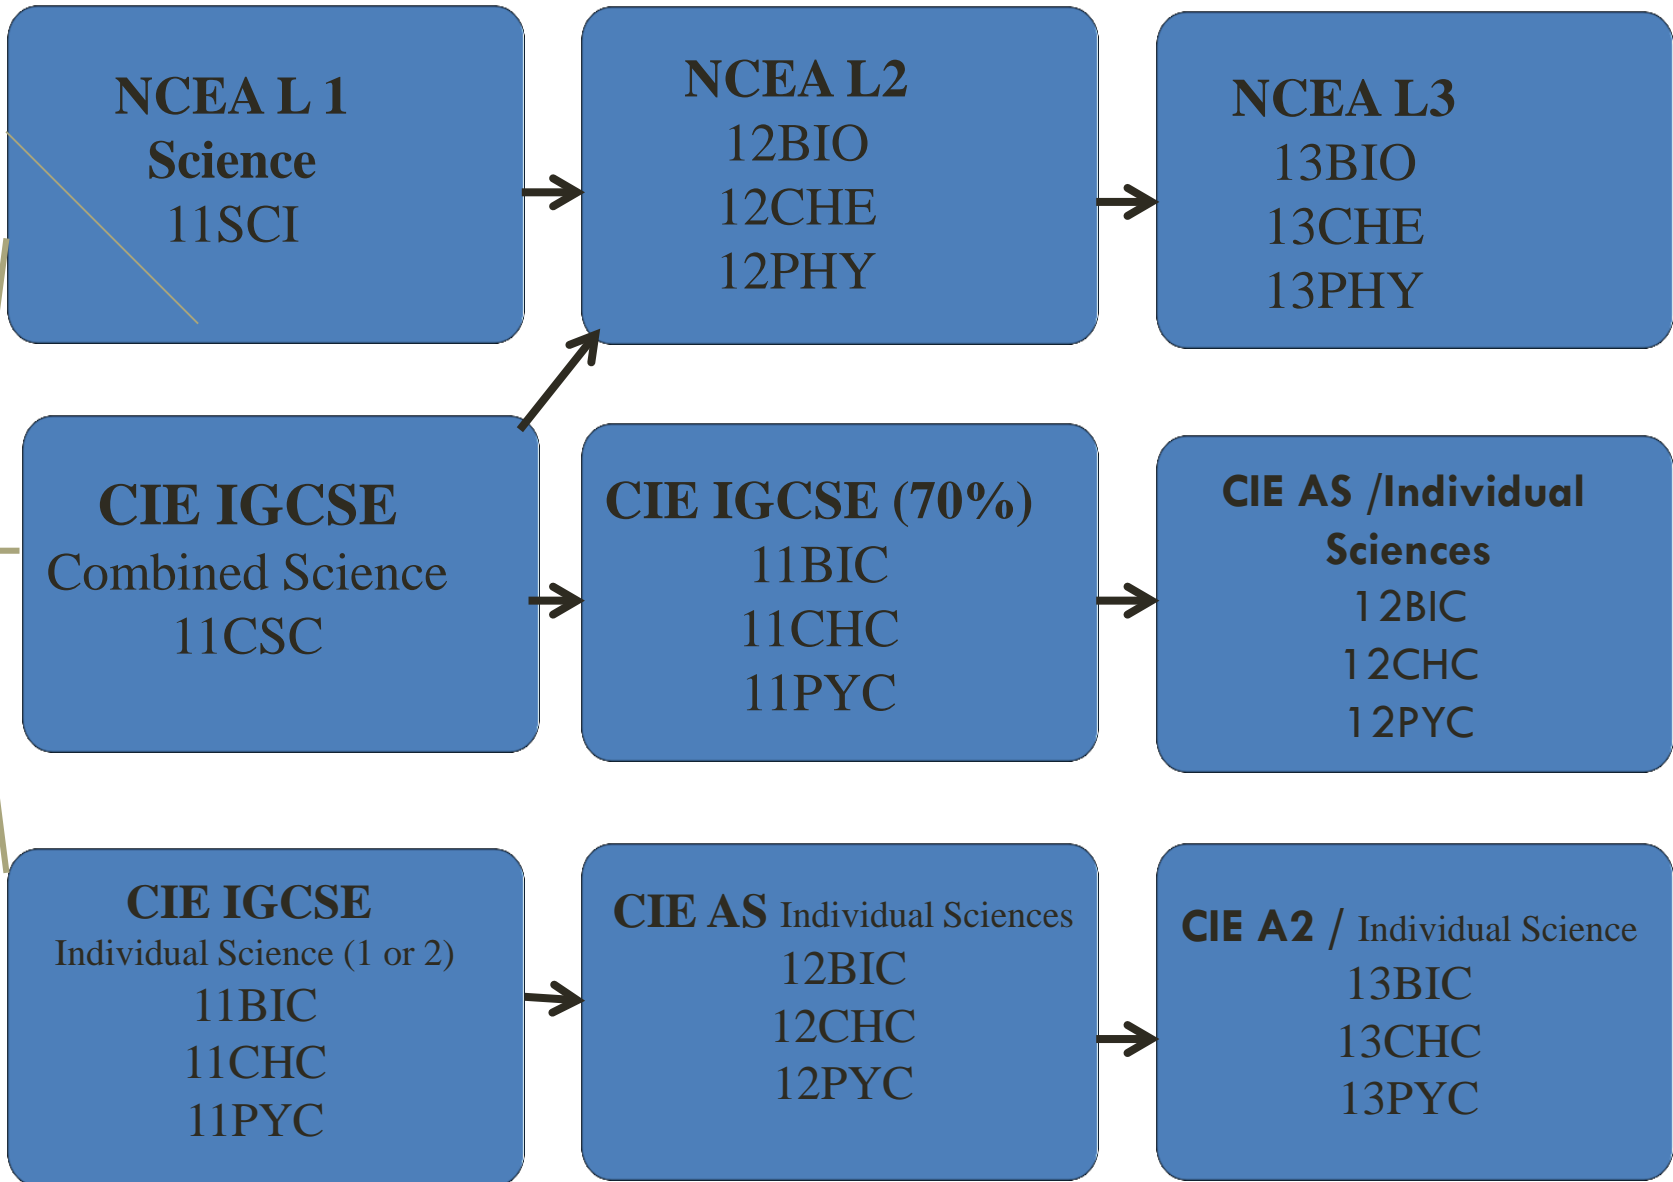 NCEA L 1
Science
11SCI
NCEA L2
12BIO
12CHE
12PHY
NCEA L3
13BIO
13CHE
13PHY
CIE IGCSE
Combined Science
11CSC
CIE IGCSE (70%)
11BIC
11CHC
11PYC
CIE AS /Individual
Sciences
12BIC
12CHC
12PYC
CIE IGCSE
Individual Science (1 or 2)
11BIC
11CHC
11PYC
CIE AS Individual Sciences
12BIC
12CHC
12PYC
CIE A2 / Individual Science
13BIC
13CHC
13PYC